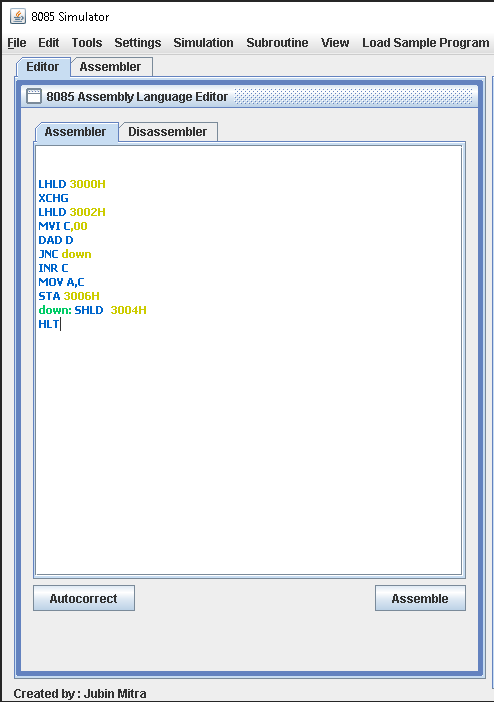 8085 Simulator
File Edit Tools Settings Simulation Subroutine View Load Sample Program
Editor Assembler
8085 Assembly Language Editor
Assembler Disassembler
LHLD 3000H
XCHG
LHLD 3002H
MVI C,00
DAD D
JNC down
INR C
MOV A,C
STA 3006H
down: SHLD  3004H
HLT
Autocorrect Assemble
Created by : Jubin Mitra